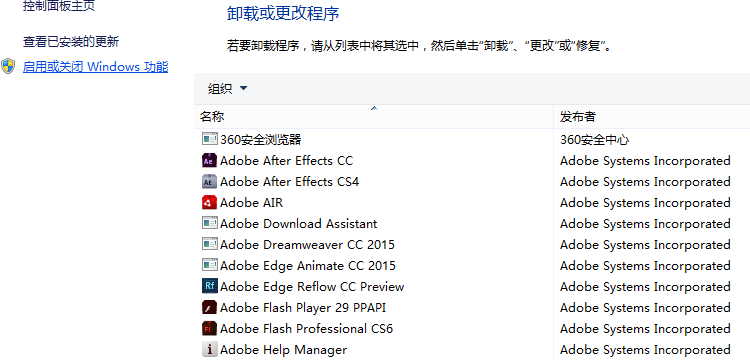 控制面板主页
卸载或更改程序
查看已安装的更新
若要卸载程序，请从列表中将其选中，然后单击“卸载”、“更改”或“修复”。
启用或关闭 Windows 功能
组织
名称 发布者
360安全浏览器 360安全中心
Ae Adobe After Effects CC Adobe Systems Incorporated
AE Adobe After Effects CS4 Adobe Systems Incorporated
Adobe AIR Adobe Systems Incorporated
Adobe Download Assistant Adobe Systems Incorporated
Adobe Dreamweaver CC 2015 Adobe Systems Incorporated
Adobe Edge Animate CC 2015 Adobe Systems Incorporated
Rf Adobe Edge Reflow CC Preview Adobe Systems Incorporated
Adobe Flash Player 29 PPAPI Adobe Systems Incorporated
Fl Adobe Flash Professional CS6 Adobe Systems Incorporated
Adobe Help Manager Adobe Systems Incorporated